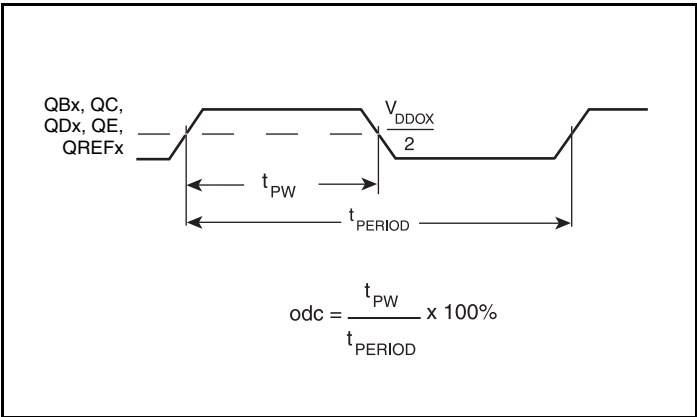 QBx, QC,
QDx, QE,
QREFx
VDDOX
2
tPW
tPERIOD
odc = tPW / tPERIOD x 100%